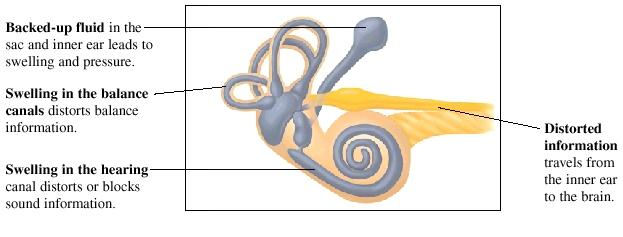 Backed-up fluid in the
sac and inner ear leads to
swelling and pressure.
Swelling in the balance
canals distorts balance
information.
Swelling in the hearing
canal distorts or blocks
sound information.
Distorted
information
travels from
the inner ear
to the brain.